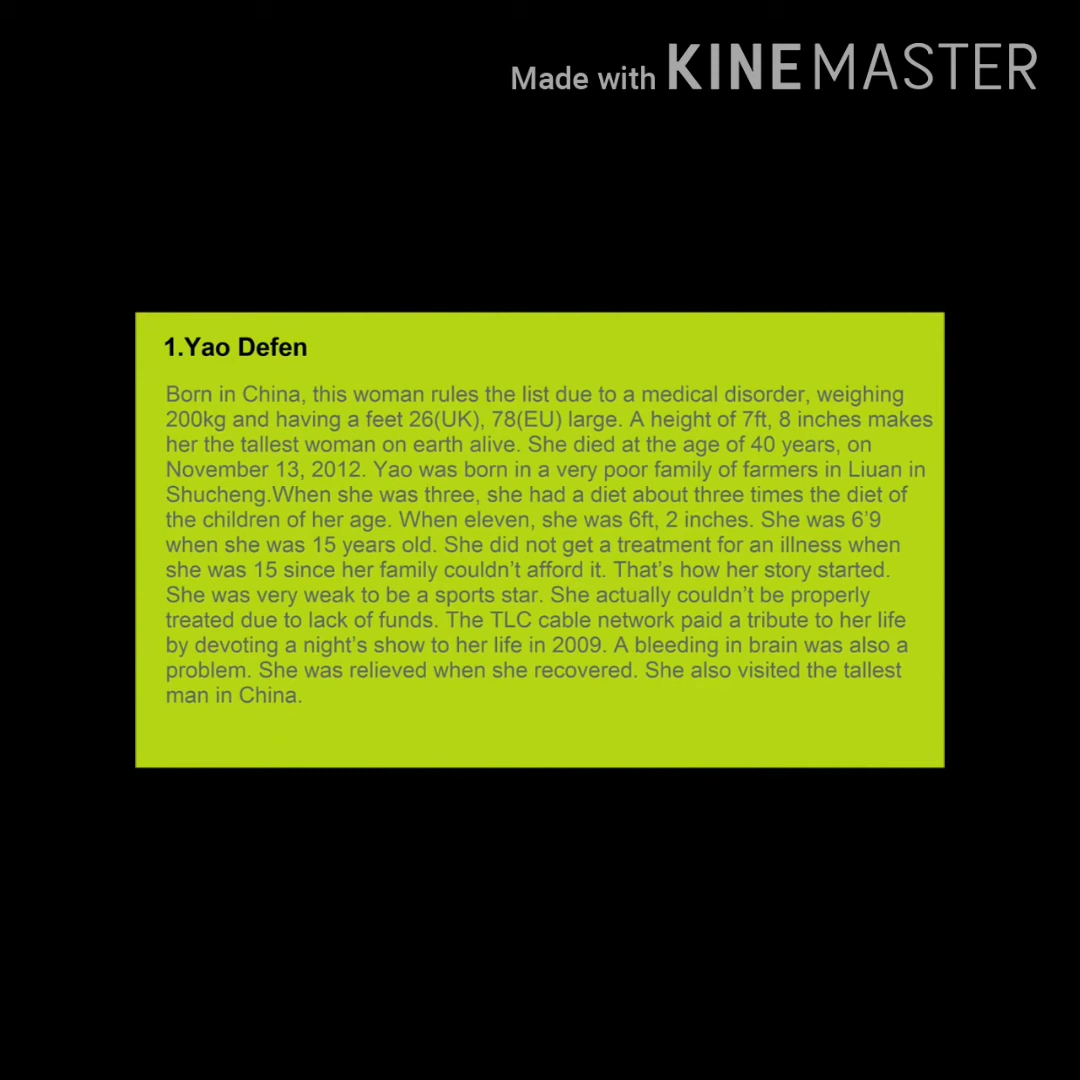 Made with KINEMASTER
1.Yao Defen
Born in China, this woman rules the list due to a medical disorder, weighing
200kg and having a feet 26(UK), 78(EU) large. A height of 7ft, 8 inches makes
her the tallest woman on earth alive. She died at the age of 40 years, on
November 13, 2012. Yao was born in a very poor family of farmers in Liuan in
Shucheng.When she was three, she had a diet about three times the diet of
the children of her age. When eleven, she was 6ft, 2 inches. She was 6’9
when she was 15 years old. She did not get a treatment for an illness when
she was 15 since her family couldn’t afford it. That’s how her story started.
She was very weak to be a sports star. She actually couldn’t be properly
treated due to lack of funds. The TLC cable network paid a tribute to her life
by devoting a night’s show to her life in 2009. A bleeding in brain was also a
problem. She was relieved when she recovered. She also visited the tallest
man in China.